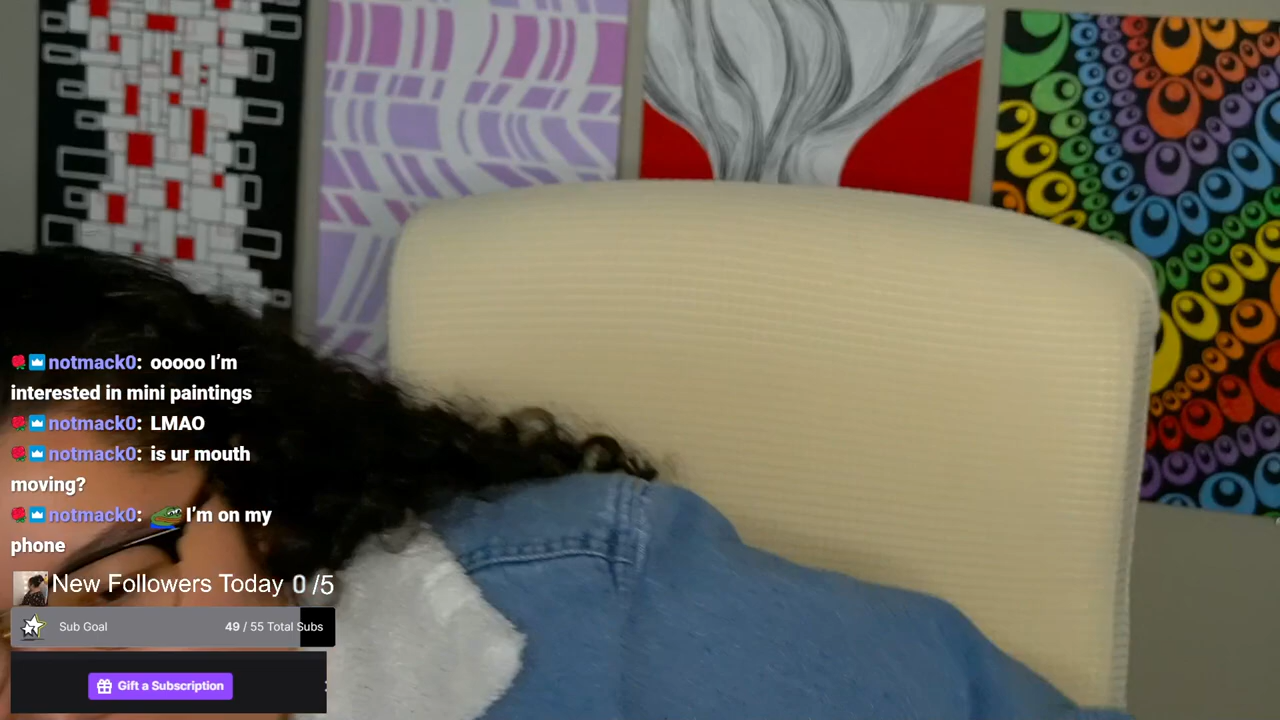 notmack0: ooooo I'm
interested in mini paintings
notmack0: LMAO
notmack0: is ur mouth
moving?
notmack0: I'm on my
phone
New Followers Today 0 /5
Sub Goal 49 / 55 Total Subs
Gift a Subscription